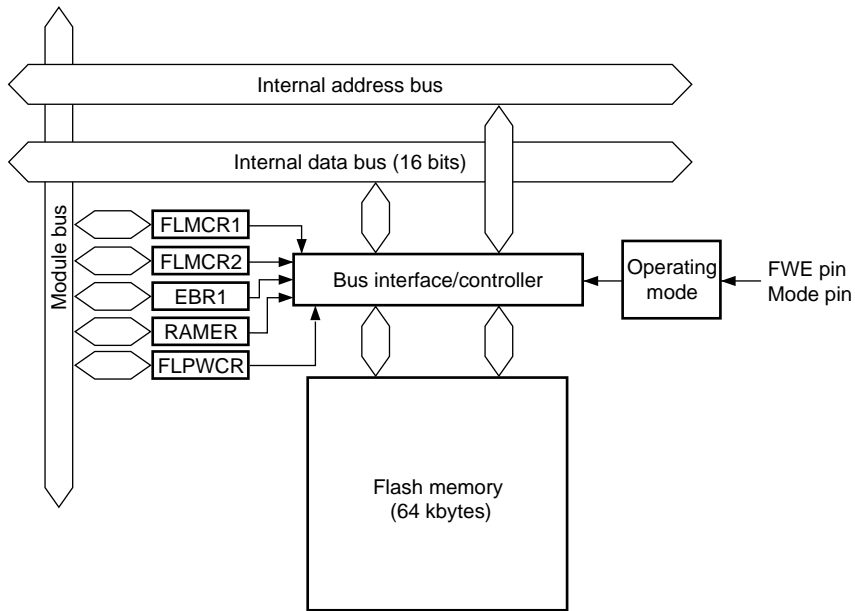 Internal address bus
Internal data bus (16 bits)
Module bus
FLMCR1
FLMCR2
EBR1
RAMER
FLPWCR
Bus interface/controller
Operating
mode
FWE pin
Mode pin
Flash memory
(64 kbytes)